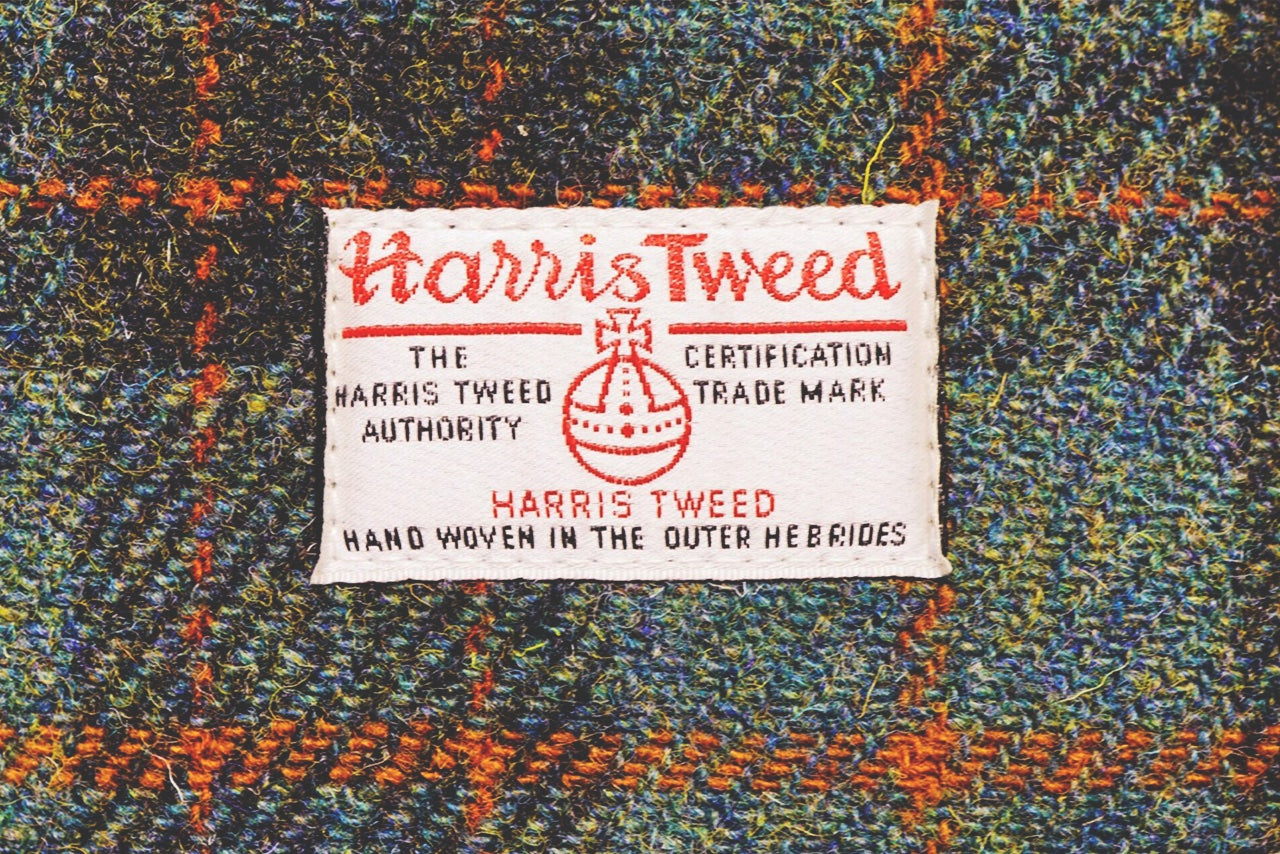 Harris Tweed
THE
HARRIS TWEED
AUTHORITY
CERTIFICATION
TRADE MARK
HARRIS TWEED
HAND WOVEN IN THE OUTER HEBRIDES